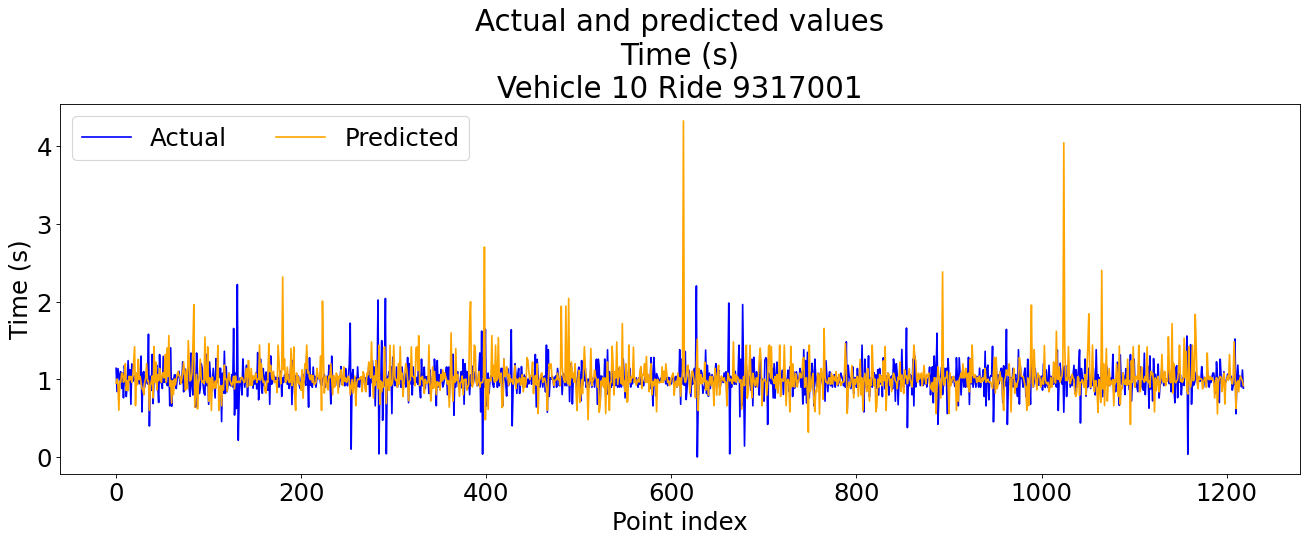 Actual and predicted values
Time (s)
Vehicle 10 Ride 9317001
Actual
Predicted
4
3
2
1
0
Time (s)
0
200
400
600
800
1000
1200
Point index